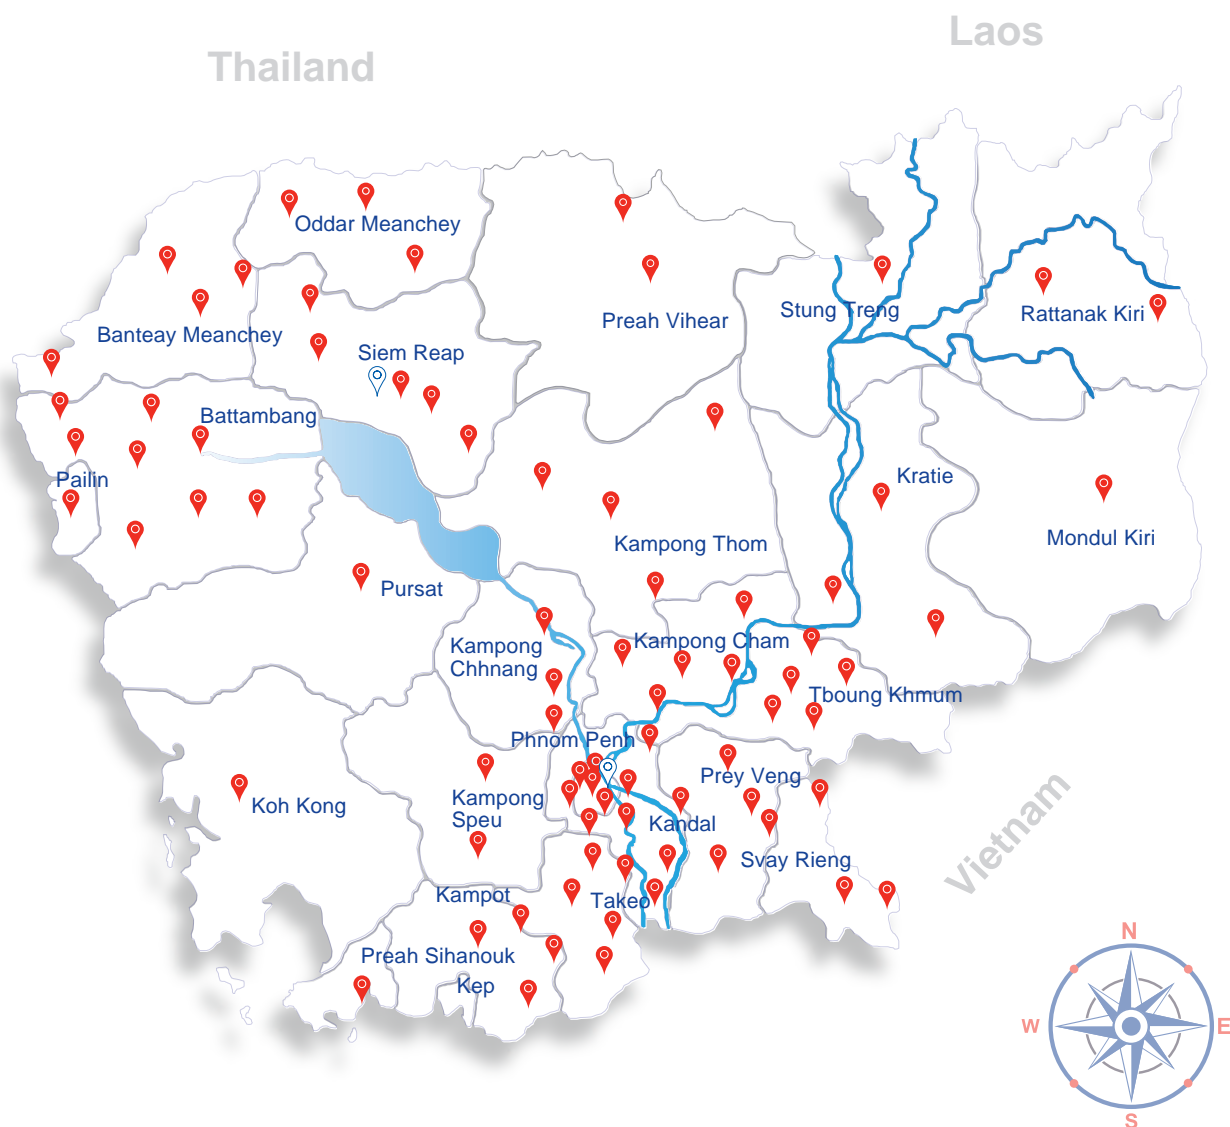 Laos
Thailand
Oddar Meanchey
Stung Treng
Rattanak Kiri
Preah Vihear
Banteay Meanchey
Siem Reap
Battambang
Pailin
Kratie
Mondul Kiri
Kampong Thom
Pursat
Kampong
Chhnang
Kampong Cham
Tboung Khmum
Phnom Penh
Prey Veng
Koh Kong
Kampong
Speu
Kandal
Svay Rieng
Vietnam
Kampot
Takeo
Preah Sihanouk
Kep
N
W
E
S